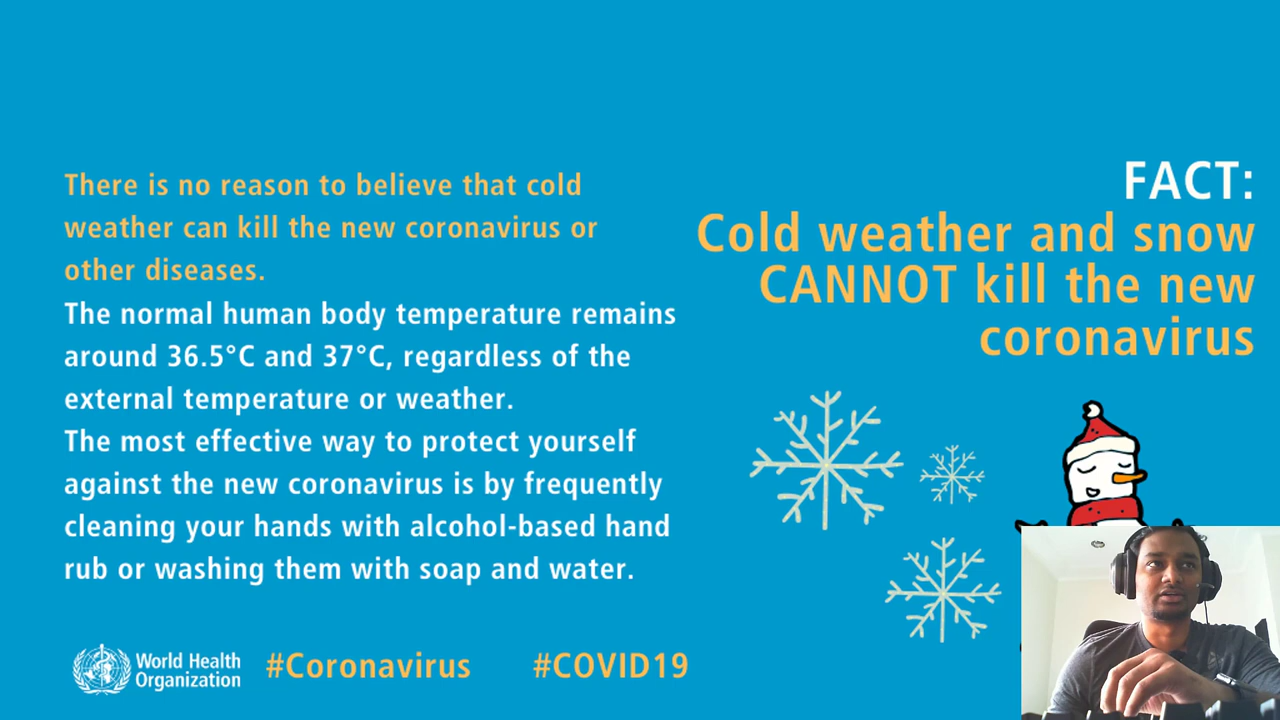 There is no reason to believe that cold
weather can kill the new coronavirus or
other diseases.
The normal human body temperature remains
around 36.5°C and 37°C, regardless of the
external temperature or weather.
The most effective way to protect yourself
against the new coronavirus is by frequently
cleaning your hands with alcohol-based hand
rub or washing them with soap and water.
FACT:
Cold weather and snow
CANNOT kill the new
coronavirus
World Health
Organization
#Coronavirus #COVID19